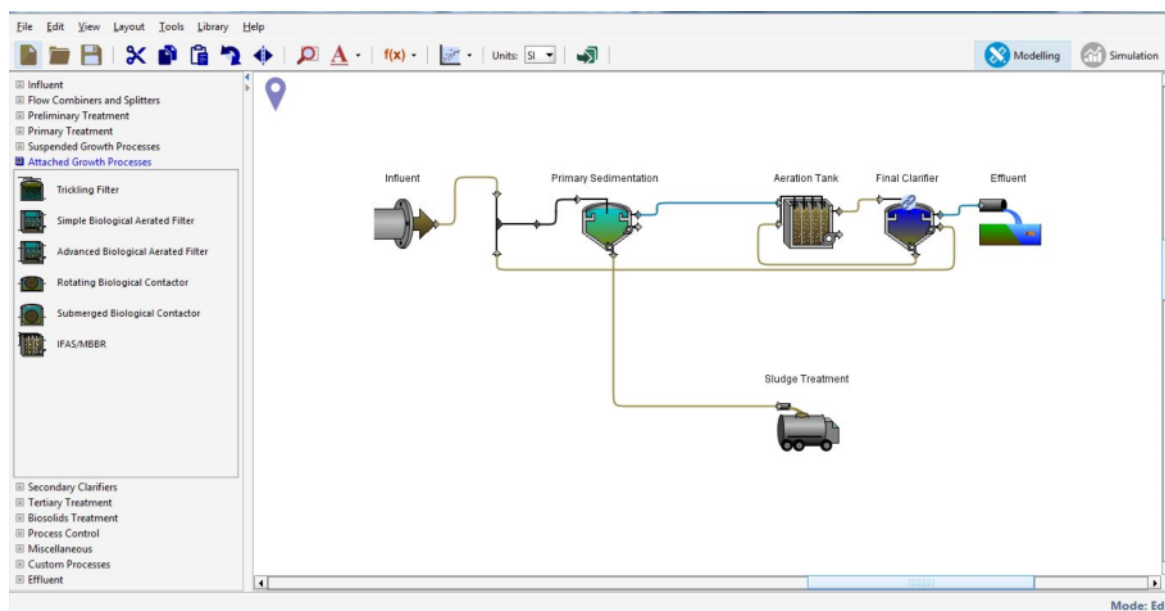 File Edit View Layout Tools Library Help
A f(x) Units: SI Modelling Simulation
Influent
Flow Combiners and Splitters
Preliminary Treatment
Primary Treatment
Suspended Growth Processes
Attached Growth Processes
Trickling Filter
Simple Biological Aerated Filter
Advanced Biological Aerated Filter
Rotating Biological Contactor
Submerged Biological Contactor
IFAS/MBBR
Secondary Clarifiers
Tertiary Treatment
Biosolids Treatment
Process Control
Miscellaneous
Custom Processes
Effluent
Influent Primary Sedimentation Aeration Tank Final Clarifier Effluent
Sludge Treatment
Mode: Ed